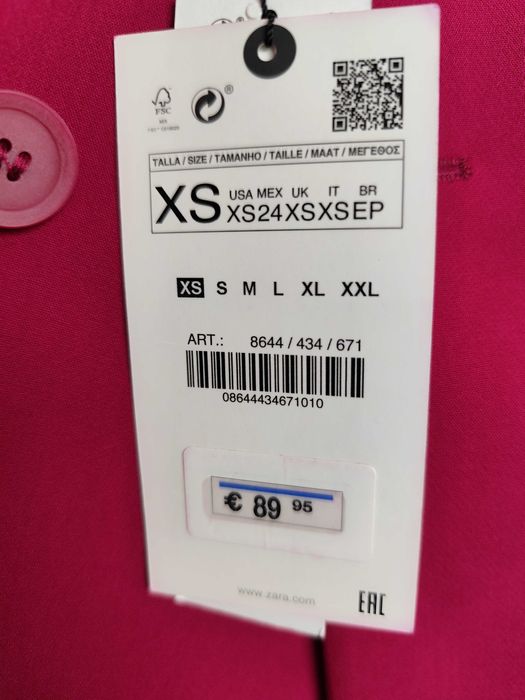 FSC
TALLA / SIZE / TAMANHO / TAILLE / MAAT / ΜΕΓΕΘΟΣ
XS
USA MEX UK IT BR
XS 24 XS XS EP
XS S M L XL XXL
ART.: 8644 / 434 / 671
08644434671010
€ 89 95
www.zara.com
EAC